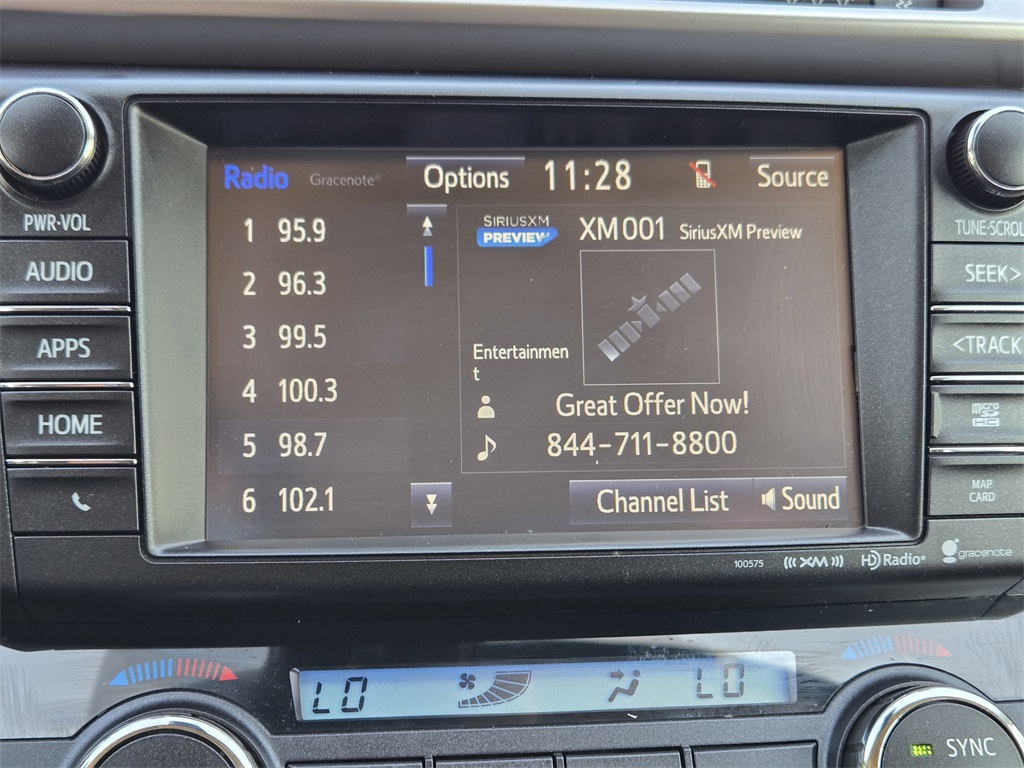 PWR-VOL
AUDIO
APPS
HOME
Radio Gracenote® Options 11:28 Source
1 95.9
2 96.3
3 99.5
4 100.3
5 98.7
6 102.1
SIRIUSXM
PREVIEW
XM001 SiriusXM Preview
Entertainmen
t
Great Offer Now!
844-711-8800
Channel List Sound
TUNE-SCROL
SEEK>
<TRACK
micro
HC
MAP
CARD
100575 ((( XM ))) HD Radio® gracenote
LO LO
SYNC